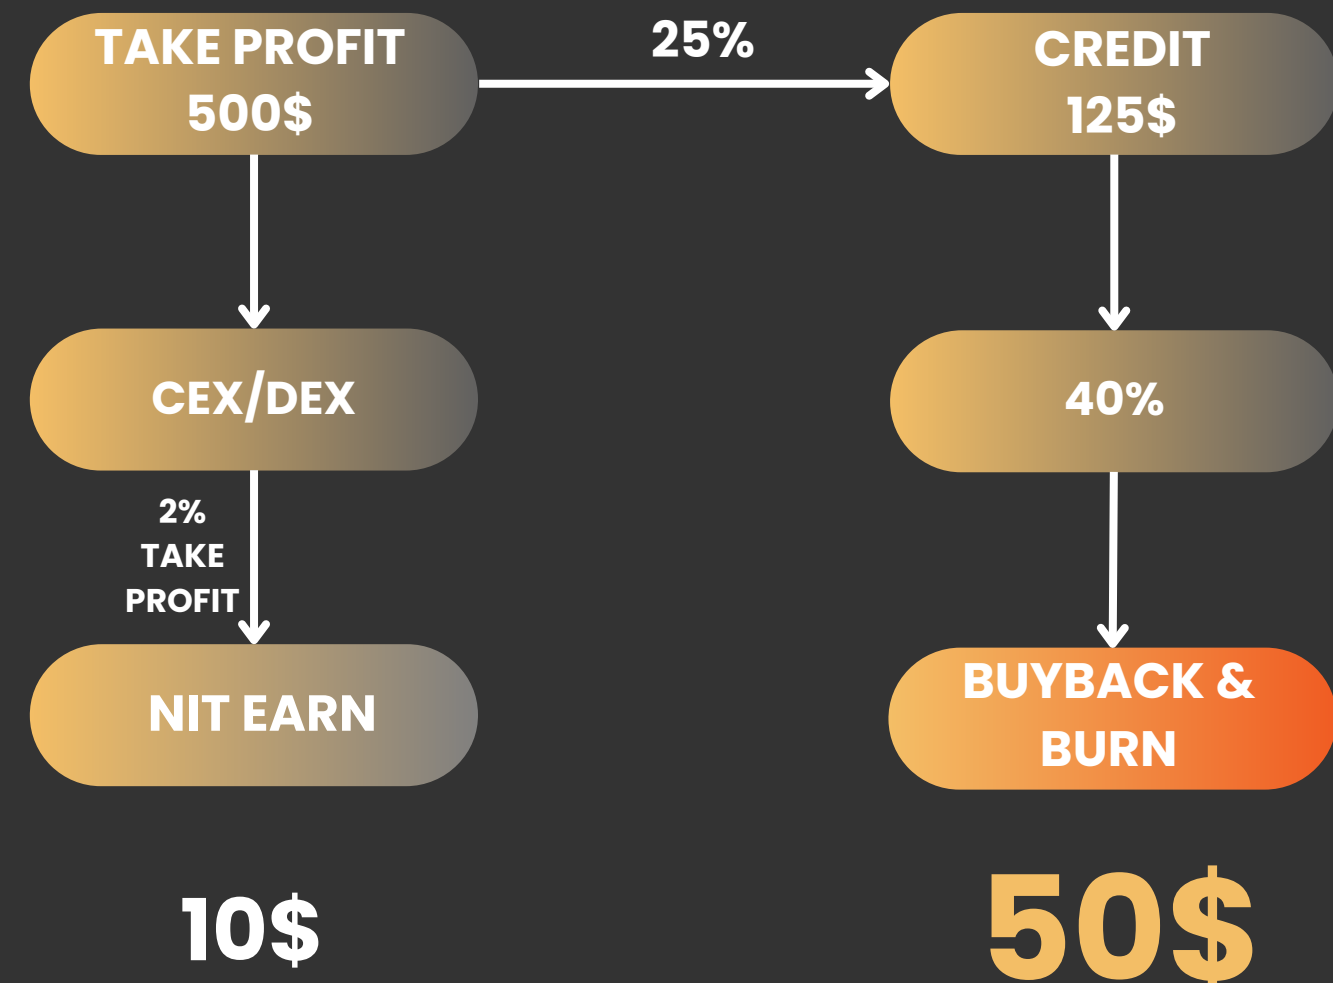 TAKE PROFIT
500$
25%
CREDIT
125$
CEX/DEX
40%
2%
TAKE
PROFIT
NIT EARN
BUYBACK &
BURN
10$
50$